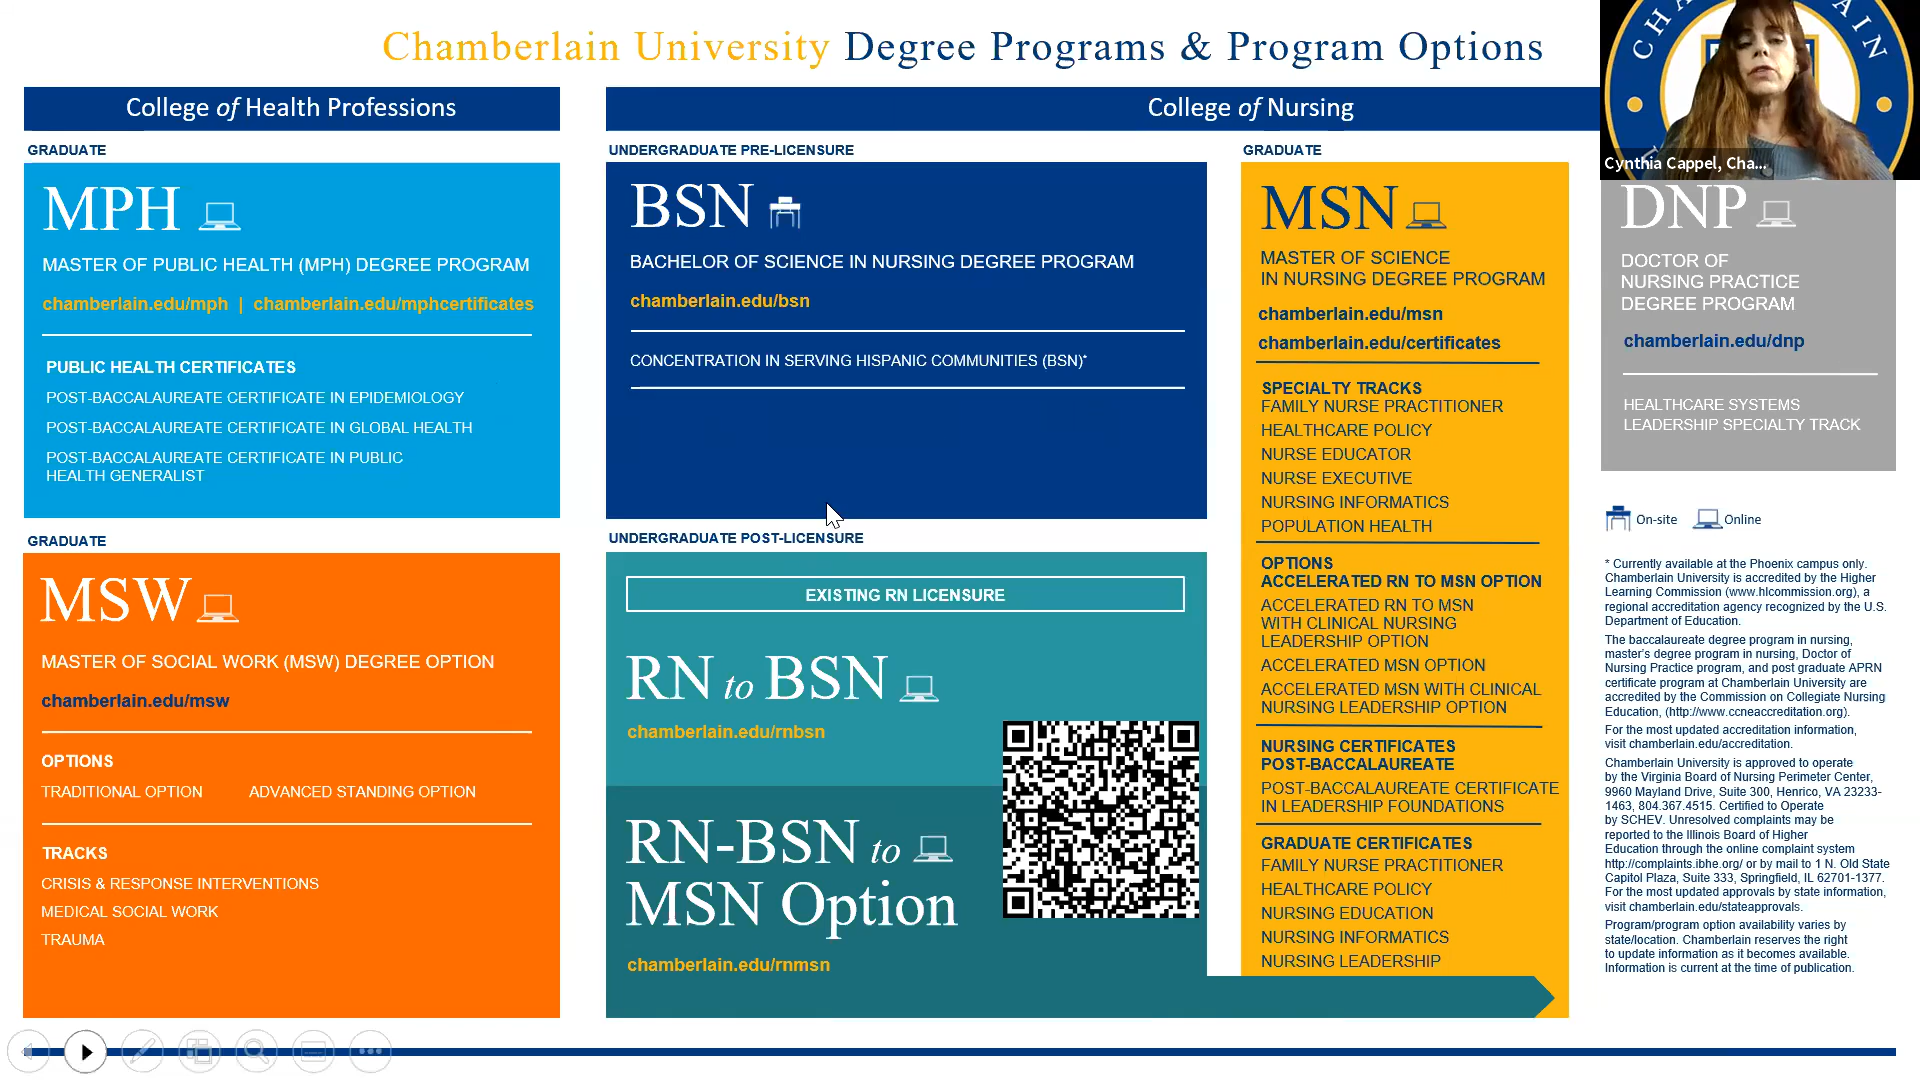 Chamberlain University Degree Programs & Program Options
College of Health Professions
GRADUATE
MPH
MASTER OF PUBLIC HEALTH (MPH) DEGREE PROGRAM
chamberlain.edu/mph | chamberlain.edu/mphcertificates
PUBLIC HEALTH CERTIFICATES
POST-BACCALAUREATE CERTIFICATE IN EPIDEMIOLOGY
POST-BACCALAUREATE CERTIFICATE IN GLOBAL HEALTH
POST-BACCALAUREATE CERTIFICATE IN PUBLIC
HEALTH GENERALIST
GRADUATE
MSW
MASTER OF SOCIAL WORK (MSW) DEGREE OPTION
chamberlain.edu/msw
OPTIONS
TRADITIONAL OPTION ADVANCED STANDING OPTION
TRACKS
CRISIS & RESPONSE INTERVENTIONS
MEDICAL SOCIAL WORK
TRAUMA
College of Nursing
UNDERGRADUATE PRE-LICENSURE
BSN
BACHELOR OF SCIENCE IN NURSING DEGREE PROGRAM
chamberlain.edu/bsn
CONCENTRATION IN SERVING HISPANIC COMMUNITIES (BSN)*
UNDERGRADUATE POST-LICENSURE
EXISTING RN LICENSURE
RN to BSN
chamberlain.edu/rnbsn
RN-BSN to
MSN Option
chamberlain.edu/rnmsn
GRADUATE
MSN
MASTER OF SCIENCE
IN NURSING DEGREE PROGRAM
chamberlain.edu/msn
chamberlain.edu/certificates
SPECIALTY TRACKS
FAMILY NURSE PRACTITIONER
HEALTHCARE POLICY
NURSE EDUCATOR
NURSE EXECUTIVE
NURSING INFORMATICS
POPULATION HEALTH
OPTIONS
ACCELERATED RN TO MSN OPTION
ACCELERATED RN TO MSN
WITH CLINICAL NURSING
LEADERSHIP OPTION
ACCELERATED MSN OPTION
ACCELERATED MSN WITH CLINICAL
NURSING LEADERSHIP OPTION
NURSING CERTIFICATES
POST-BACCALAUREATE
POST-BACCALAUREATE CERTIFICATE
IN LEADERSHIP FOUNDATIONS
GRADUATE CERTIFICATES
FAMILY NURSE PRACTITIONER
HEALTHCARE POLICY
NURSING EDUCATION
NURSING INFORMATICS
NURSING LEADERSHIP
Cynthia Cappel, Cha...
DNP
DOCTOR OF
NURSING PRACTICE
DEGREE PROGRAM
chamberlain.edu/dnp
HEALTHCARE SYSTEMS
LEADERSHIP SPECIALTY TRACK
On-site Online
* Currently available at the Phoenix campus only.
Chamberlain University is accredited by the Higher
Learning Commission (www.hlcommission.org), a
regional accreditation agency recognized by the U.S.
Department of Education.
The baccalaureate degree program in nursing,
master's degree program in nursing, Doctor of
Nursing Practice program, and post graduate APRN
certificate program at Chamberlain University are
accredited by the Commission on Collegiate Nursing
Education, (http://www.ccneaccreditation.org).
For the most updated accreditation information,
visit chamberlain.edu/accreditation.
Chamberlain University is approved to operate
by the Virginia Board of Nursing Perimeter Center,
9960 Mayland Drive, Suite 300, Henrico, VA 23233-
1463, 804.367.4515. Certified to Operate
by SCHEV. Unresolved complaints may be
reported to the Illinois Board of Higher
Education through the online complaint system
http://complaints.ibhe.org/ or by mail to 1 N. Old State
Capitol Plaza, Suite 333, Springfield, IL 62701-1377.
For the most updated approvals by state information,
visit chamberlain.edu/stateapprovals.
Program/program option availability varies by
state/location. Chamberlain reserves the right
to update information as it becomes available.
Information is current at the time of publication.